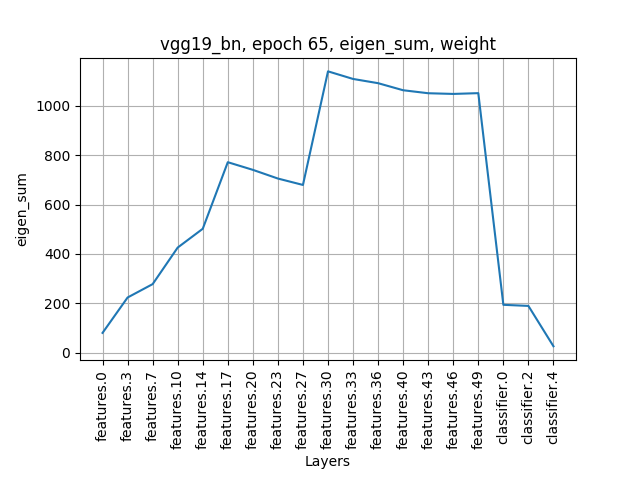 vgg19_bn, epoch 65, eigen_sum, weight
eigen_sum
1000
800
600
400
200
0
features.0
features.3
features.7
features.10
features.14
features.17
features.20
features.23
features.27
features.30
features.33
features.36
features.40
features.43
features.46
features.49
classifier.0
classifier.2
classifier.4
Layers